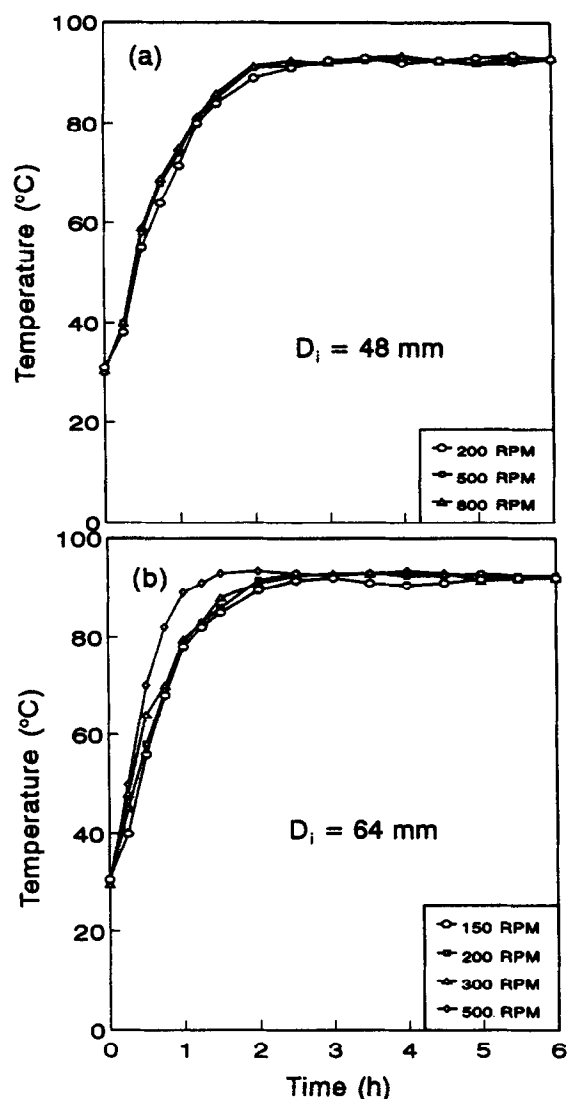 (a)
100
80
60
40
20
0
Temperature (°C)
Di = 48 mm
200 RPM
500 RPM
800 RPM
(b)
100
80
60
40
20
0
Temperature (°C)
Di = 64 mm
150 RPM
200 RPM
300 RPM
500 RPM
0 1 2 3 4 5 6
Time (h)